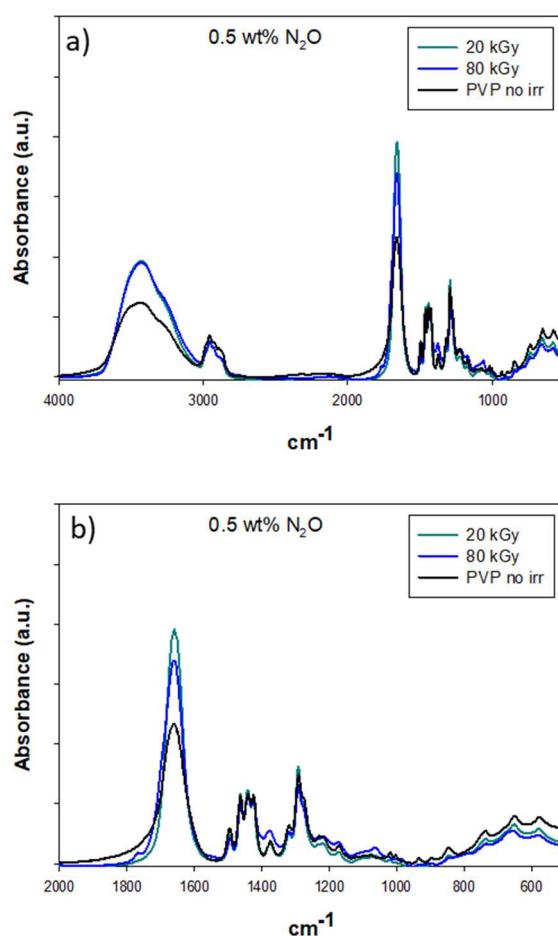 a)
0.5 wt% N₂O
20 kGy
80 kGy
PVP no irr
Absorbance (a.u.)
4000 3000 2000 1000
cm⁻¹
b)
0.5 wt% N₂O
20 kGy
80 kGy
PVP no irr
Absorbance (a.u.)
2000 1800 1600 1400 1200 1000 800 600
cm⁻¹